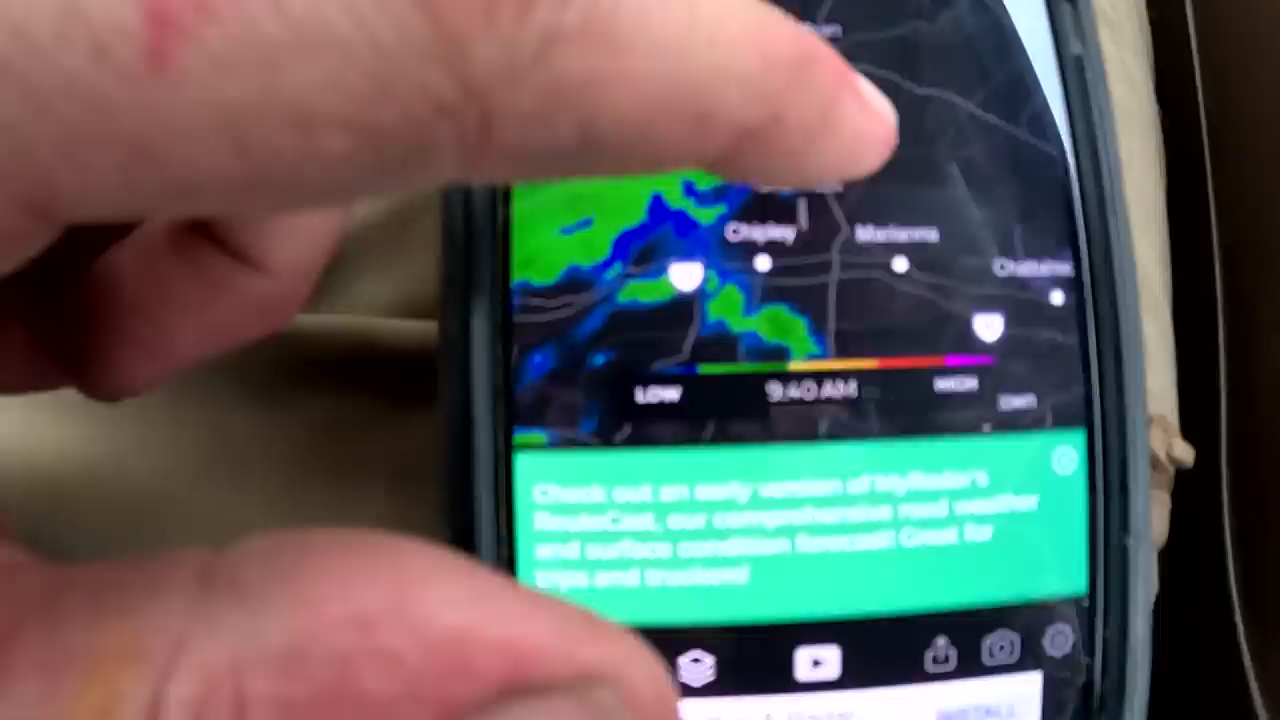 Chipley
Marianna
LOW
9:40 AM
HIGH
Check out an early version of MyRadar's
RouteCast, our comprehensive road weather
and surface condition forecast! Great for
trips and truckers!
INSTALL